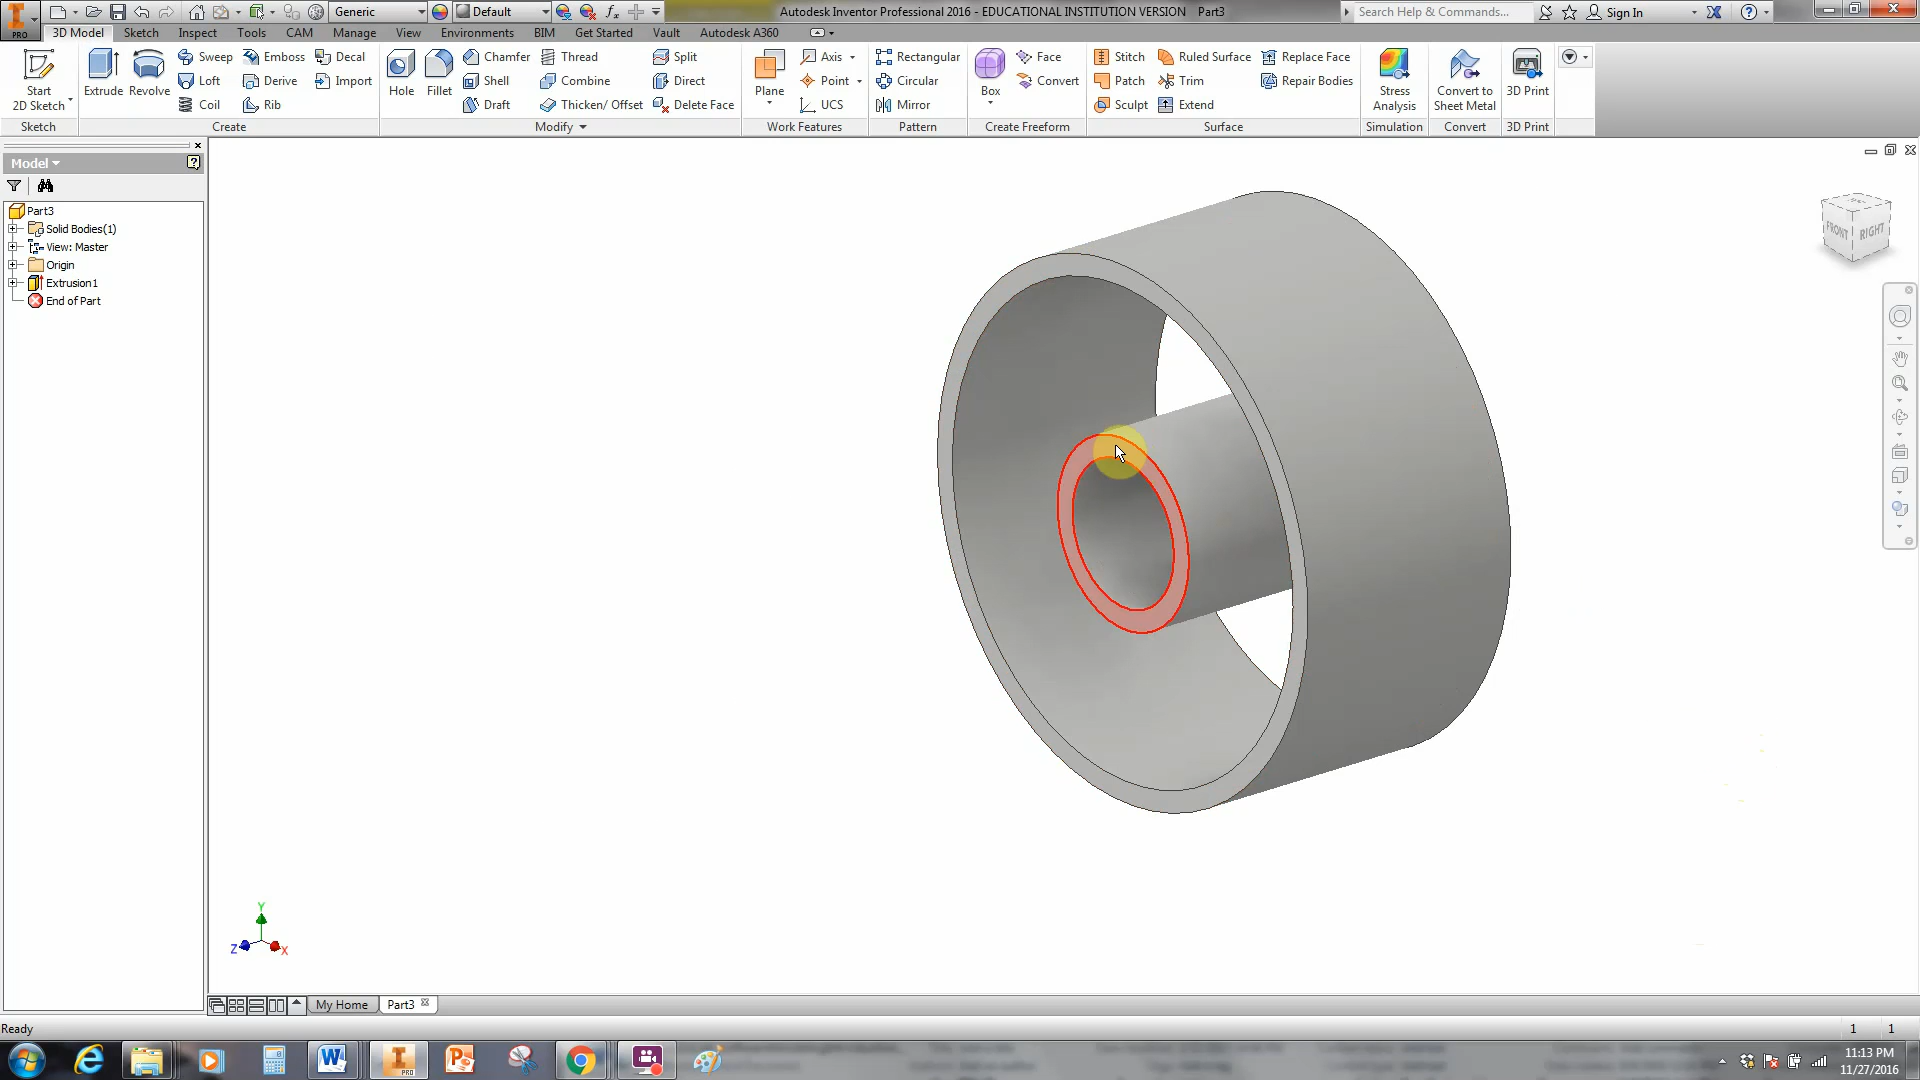 PRO
Generic
Default
Autodesk Inventor Professional 2016 - EDUCATIONAL INSTITUTION VERSION Part3
Search Help & Commands...
Sign In
3D Model Sketch Inspect Tools CAM Manage View Environments BIM Get Started Vault Autodesk A360
Start
2D Sketch
Extrude Revolve
Sweep Emboss Decal
Loft Derive Import
Coil Rib
Hole Fillet
Chamfer Thread Split
Shell Combine Direct
Draft Thicken/ Offset Delete Face
Plane
Axis
Point
UCS
Rectangular
Circular
Mirror
Box
Face
Convert
Stitch Ruled Surface Replace Face
Patch Trim Repair Bodies
Sculpt Extend
Stress
Analysis
Convert to
Sheet Metal
3D Print
Sketch Create Modify Work Features Pattern Create Freeform Surface Simulation Convert 3D Print
Model
Part3
Solid Bodies(1)
View: Master
Origin
Extrusion1
End of Part
FRONT RIGHT
Y
Z X
My Home Part3
Ready
1 1
PRO
11:13 PM
11/27/2016